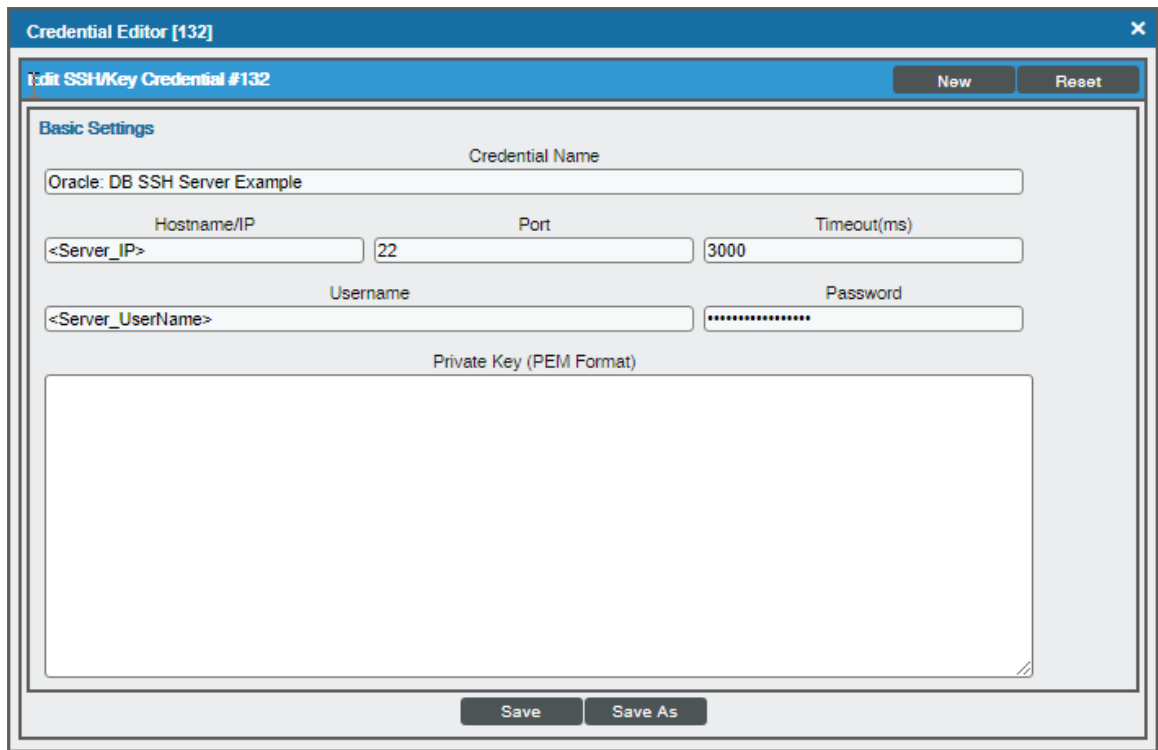 Credential Editor [132]
Edit SSH/Key Credential #132
New
Reset
Basic Settings
Credential Name
Oracle: DB SSH Server Example
Hostname/IP
Port
Timeout(ms)
<Server_IP>
22
3000
Username
Password
<Server_UserName>
•••••••••••••••••
Private Key (PEM Format)
Save
Save As